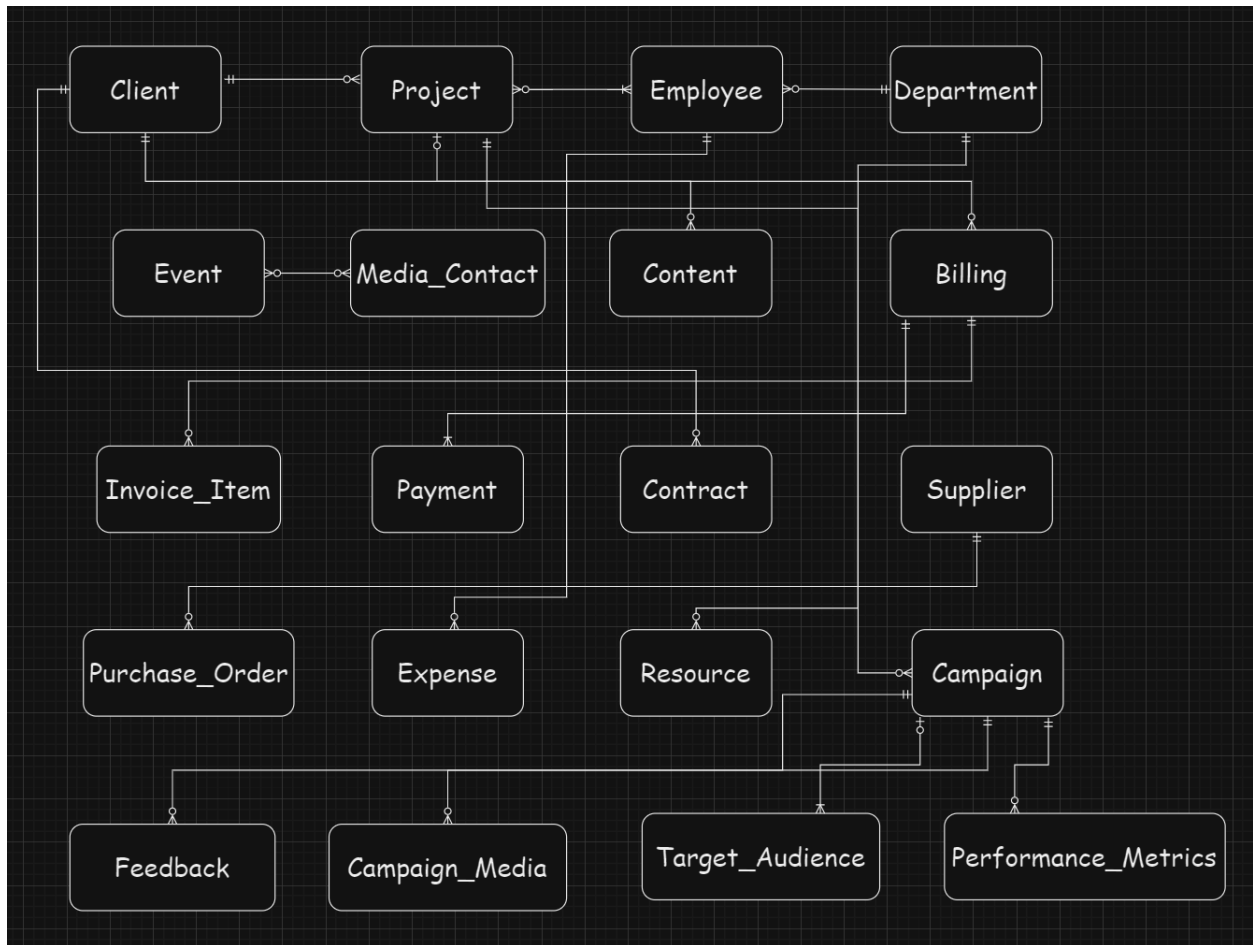 Client
Project
Employee
Department
Event
Media_Contact
Content
Billing
Invoice_Item
Payment
Contract
Supplier
Purchase_Order
Expense
Resource
Campaign
Feedback
Campaign_Media
Target_Audience
Performance_Metrics